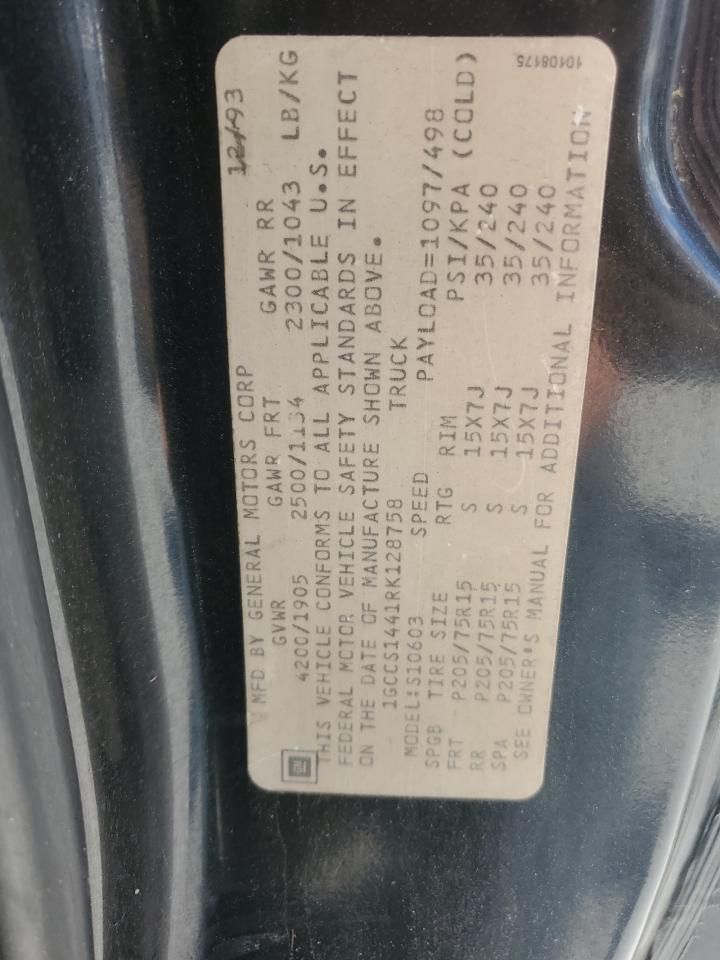 MFD BY GENERAL MOTORS CORP 12/93
GVWR GAWR FRT GAWR RR
4200/1905 2500/1134 2300/1043 LB/KG
THIS VEHICLE CONFORMS TO ALL APPLICABLE U.S.
FEDERAL MOTOR VEHICLE SAFETY STANDARDS IN EFFECT
ON THE DATE OF MANUFACTURE SHOWN ABOVE.
1GCCS1441RK128758 TRUCK
MODEL:S10603 PAYLOAD=1097/498
SPGB TIRE SIZE SPEED RTG RIM PSI/KPA (COLD)
FRT P205/75R15 S 15X7J 35/240
RR P205/75R15 S 15X7J 35/240
SPA P205/75R15 S 15X7J 35/240
SEE OWNER'S MANUAL FOR ADDITIONAL INFORMATION
10108175
GM